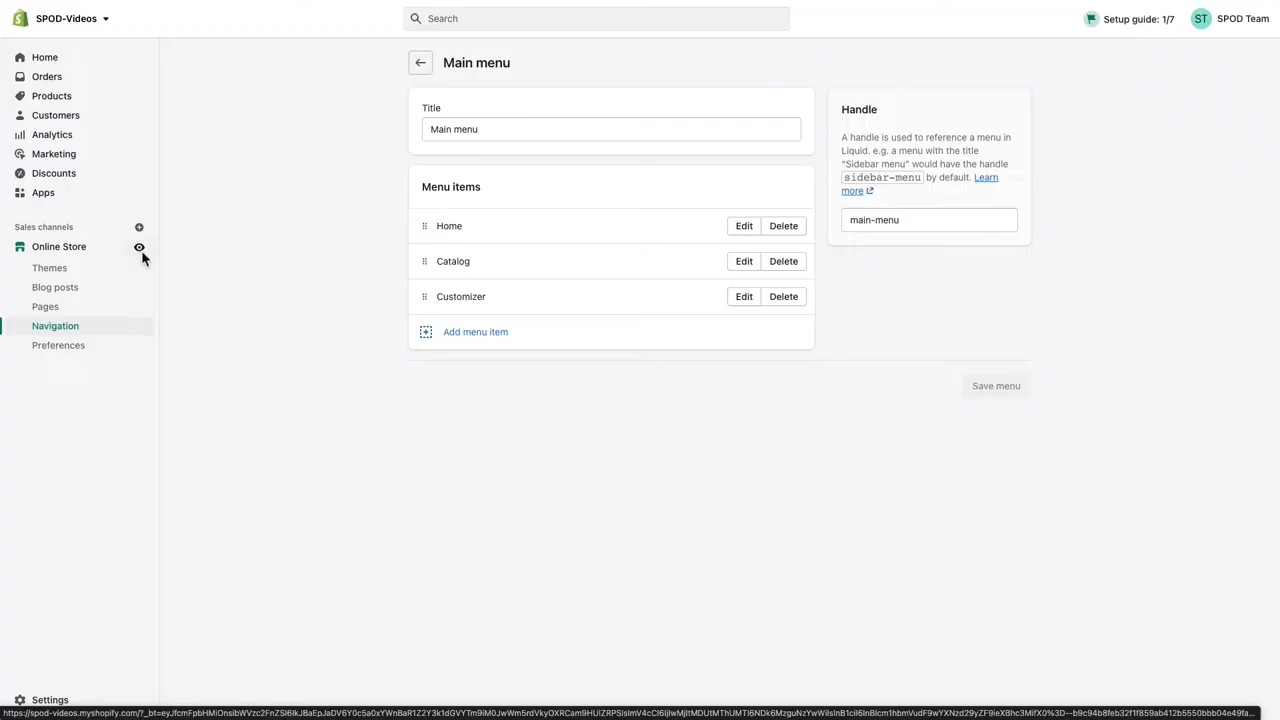 SPOD-Videos
Search
Setup guide: 1/7
ST
SPOD Team
Home
Orders
Products
Customers
Analytics
Marketing
Discounts
Apps
Sales channels
Online Store
Themes
Blog posts
Pages
Navigation
Preferences
Settings
Main menu
Title
Main menu
Menu items
Home
Edit
Delete
Catalog
Edit
Delete
Customizer
Edit
Delete
Add menu item
Handle
A handle is used to reference a menu in
Liquid. e.g. a menu with the title
“Sidebar menu” would have the handle
sidebar-menu by default. Learn
more
main-menu
Save menu